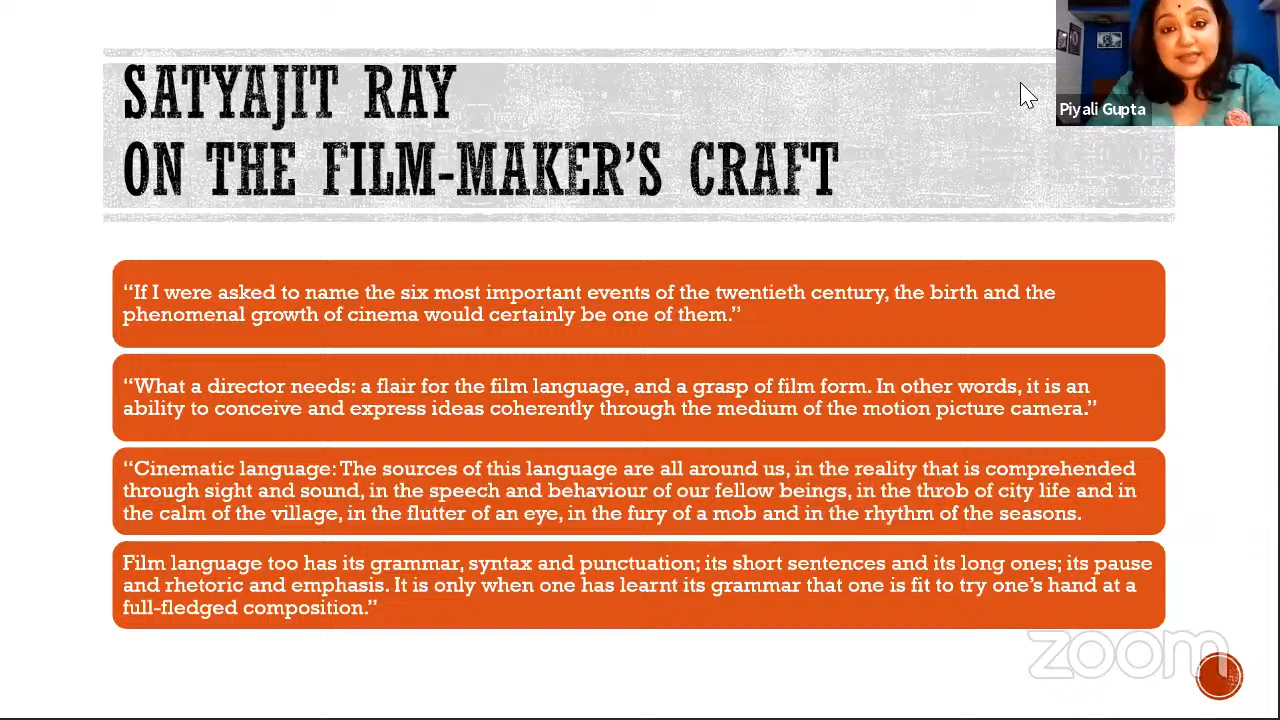 SATYAJIT RAY
ON THE FILM-MAKER’S CRAFT
Piyali Gupta
“If I were asked to name the six most important events of the twentieth century, the birth and the
phenomenal growth of cinema would certainly be one of them.”
“What a director needs: a flair for the film language, and a grasp of film form. In other words, it is an
ability to conceive and express ideas coherently through the medium of the motion picture camera.”
“Cinematic language: The sources of this language are all around us, in the reality that is comprehended
through sight and sound, in the speech and behaviour of our fellow beings, in the throb of city life and in
the calm of the village, in the flutter of an eye, in the fury of a mob and in the rhythm of the seasons.
Film language too has its grammar, syntax and punctuation; its short sentences and its long ones; its pause
and rhetoric and emphasis. It is only when one has learnt its grammar that one is fit to try one’s hand at a
full-fledged composition.”
zoom